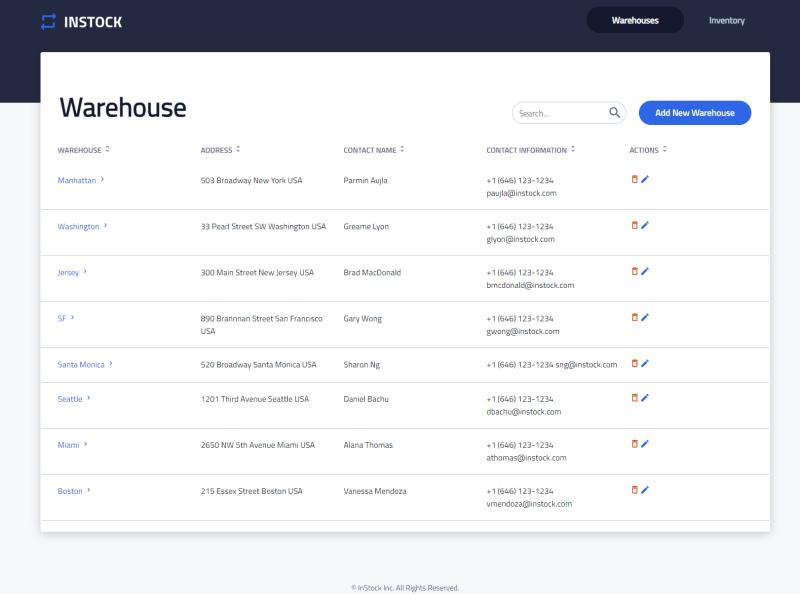 INSTOCK
Warehouses Inventory
Warehouse
Search...
Add New Warehouse
WAREHOUSE ADDRESS CONTACT NAME CONTACT INFORMATION ACTIONS
Manhattan 503 Broadway New York USA Parmin Aujla +1 (646) 123-1234
paujla@instock.com
Washington 33 Pearl Street SW Washington USA Greame Lyon +1 (646) 123-1234
glyon@instock.com
Jersey 300 Main Street New Jersey USA Brad MacDonald +1 (646) 123-1234
bmcdonald@instock.com
SF 890 Brannnan Street San Francisco Gary Wong +1 (646) 123-1234
USA gwong@instock.com
Santa Monica 520 Broadway Santa Monica USA Sharon Ng +1 (646) 123-1234 sng@instock.com
Seattle 1201 Third Avenue Seattle USA Daniel Bachu +1 (646) 123-1234
dbachu@instock.com
Miami 2650 NW 5th Avenue Miami USA Alana Thomas +1 (646) 123-1234
athomas@instock.com
Boston 215 Essex Street Boston USA Vanessa Mendoza +1 (646) 123-1234
vmendoza@instock.com
© InStock Inc. All Rights Reserved.